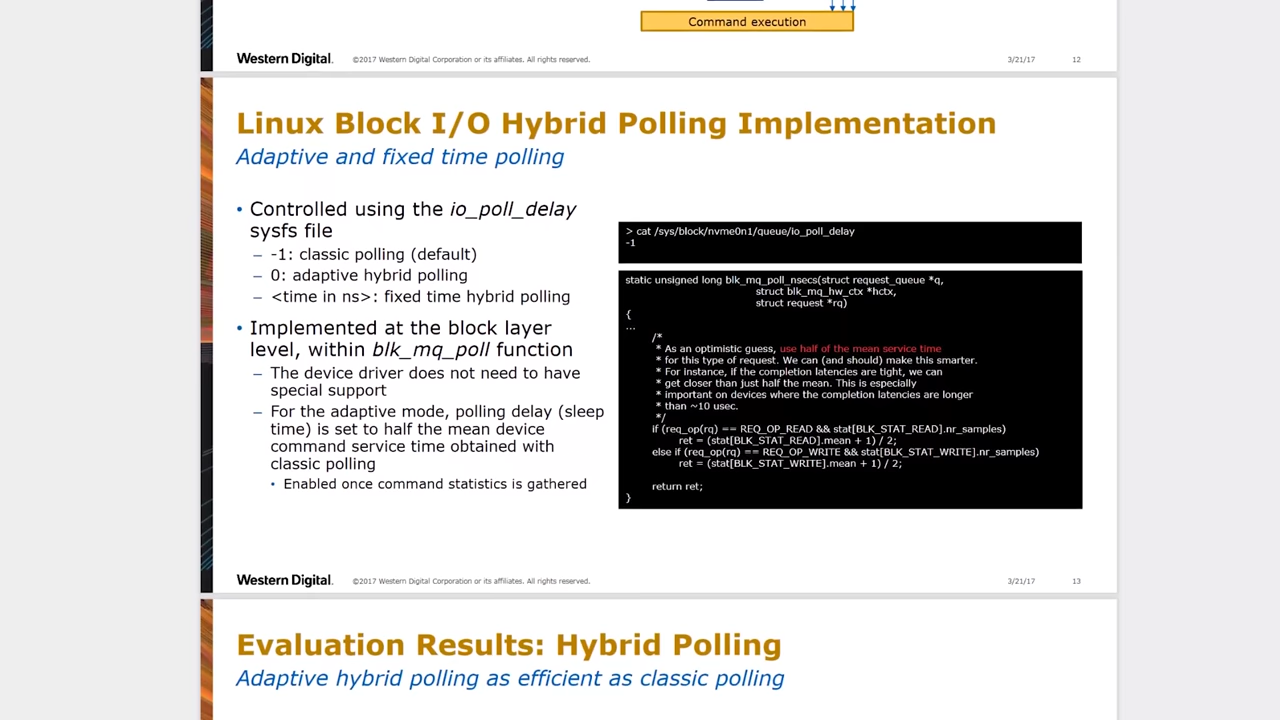 Command execution
Western Digital. ©2017 Western Digital Corporation or its affiliates. All rights reserved. 3/21/17 12
Linux Block I/O Hybrid Polling Implementation
Adaptive and fixed time polling
• Controlled using the io_poll_delay
sysfs file
– -1: classic polling (default)
– 0: adaptive hybrid polling
– <time in ns>: fixed time hybrid polling
• Implemented at the block layer
level, within blk_mq_poll function
– The device driver does not need to have
special support
– For the adaptive mode, polling delay (sleep
time) is set to half the mean device
command service time obtained with
classic polling
• Enabled once command statistics is gathered
> cat /sys/block/nvme0n1/queue/io_poll_delay
-1
static unsigned long blk_mq_poll_nsecs(struct request_queue *q,
struct blk_mq_hw_ctx *hctx,
struct request *rq)
{
...
/*
* As an optimistic guess, use half of the mean service time
* for this type of request. We can (and should) make this smarter.
* For instance, if the completion latencies are tight, we can
* get closer than just half the mean. This is especially
* important on devices where the completion latencies are longer
* than ~10 usec.
*/
if (req_op(rq) == REQ_OP_READ && stat[BLK_STAT_READ].nr_samples)
ret = (stat[BLK_STAT_READ].mean + 1) / 2;
else if (req_op(rq) == REQ_OP_WRITE && stat[BLK_STAT_WRITE].nr_samples)
ret = (stat[BLK_STAT_WRITE].mean + 1) / 2;
return ret;
}
Western Digital. ©2017 Western Digital Corporation or its affiliates. All rights reserved. 3/21/17 13
Evaluation Results: Hybrid Polling
Adaptive hybrid polling as efficient as classic polling